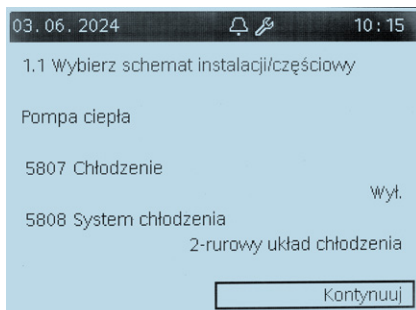 03.06.2024 10:15
1.1 Wybierz schemat instalacji/częściowy
Pompa ciepła
5807 Chłodzenie
Wył.
5808 System chłodzenia
2-rurowy układ chłodzenia
Kontynuuj